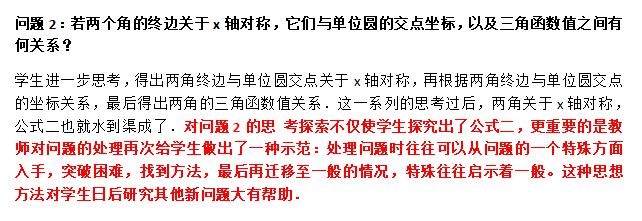 问题 2：若两个角的终边关于 x 轴对称，它们与单位圆的交点坐标，以及三角函数值之间有
何关系？
学生进一步思考，得出两角终边与单位圆交点关于 x 轴对称，再根据两角终边与单位圆交点
的坐标关系，最后得出两角的三角函数值关系．这一系列的思考过后，两角关于 x 轴对称，
公式二也就水到渠成了．对问题 2 的思 考探索不仅使学生探究出了公式二，更重要的是教
师对问题的处理再次给学生做出了一种示范：处理问题时往往可以从问题的一个特殊方面
入手，突破困难，找到方法，最后再迁移至一般的情况，特殊往往启示着一般。这种思想
方法对学生日后研究其他新问题大有帮助．